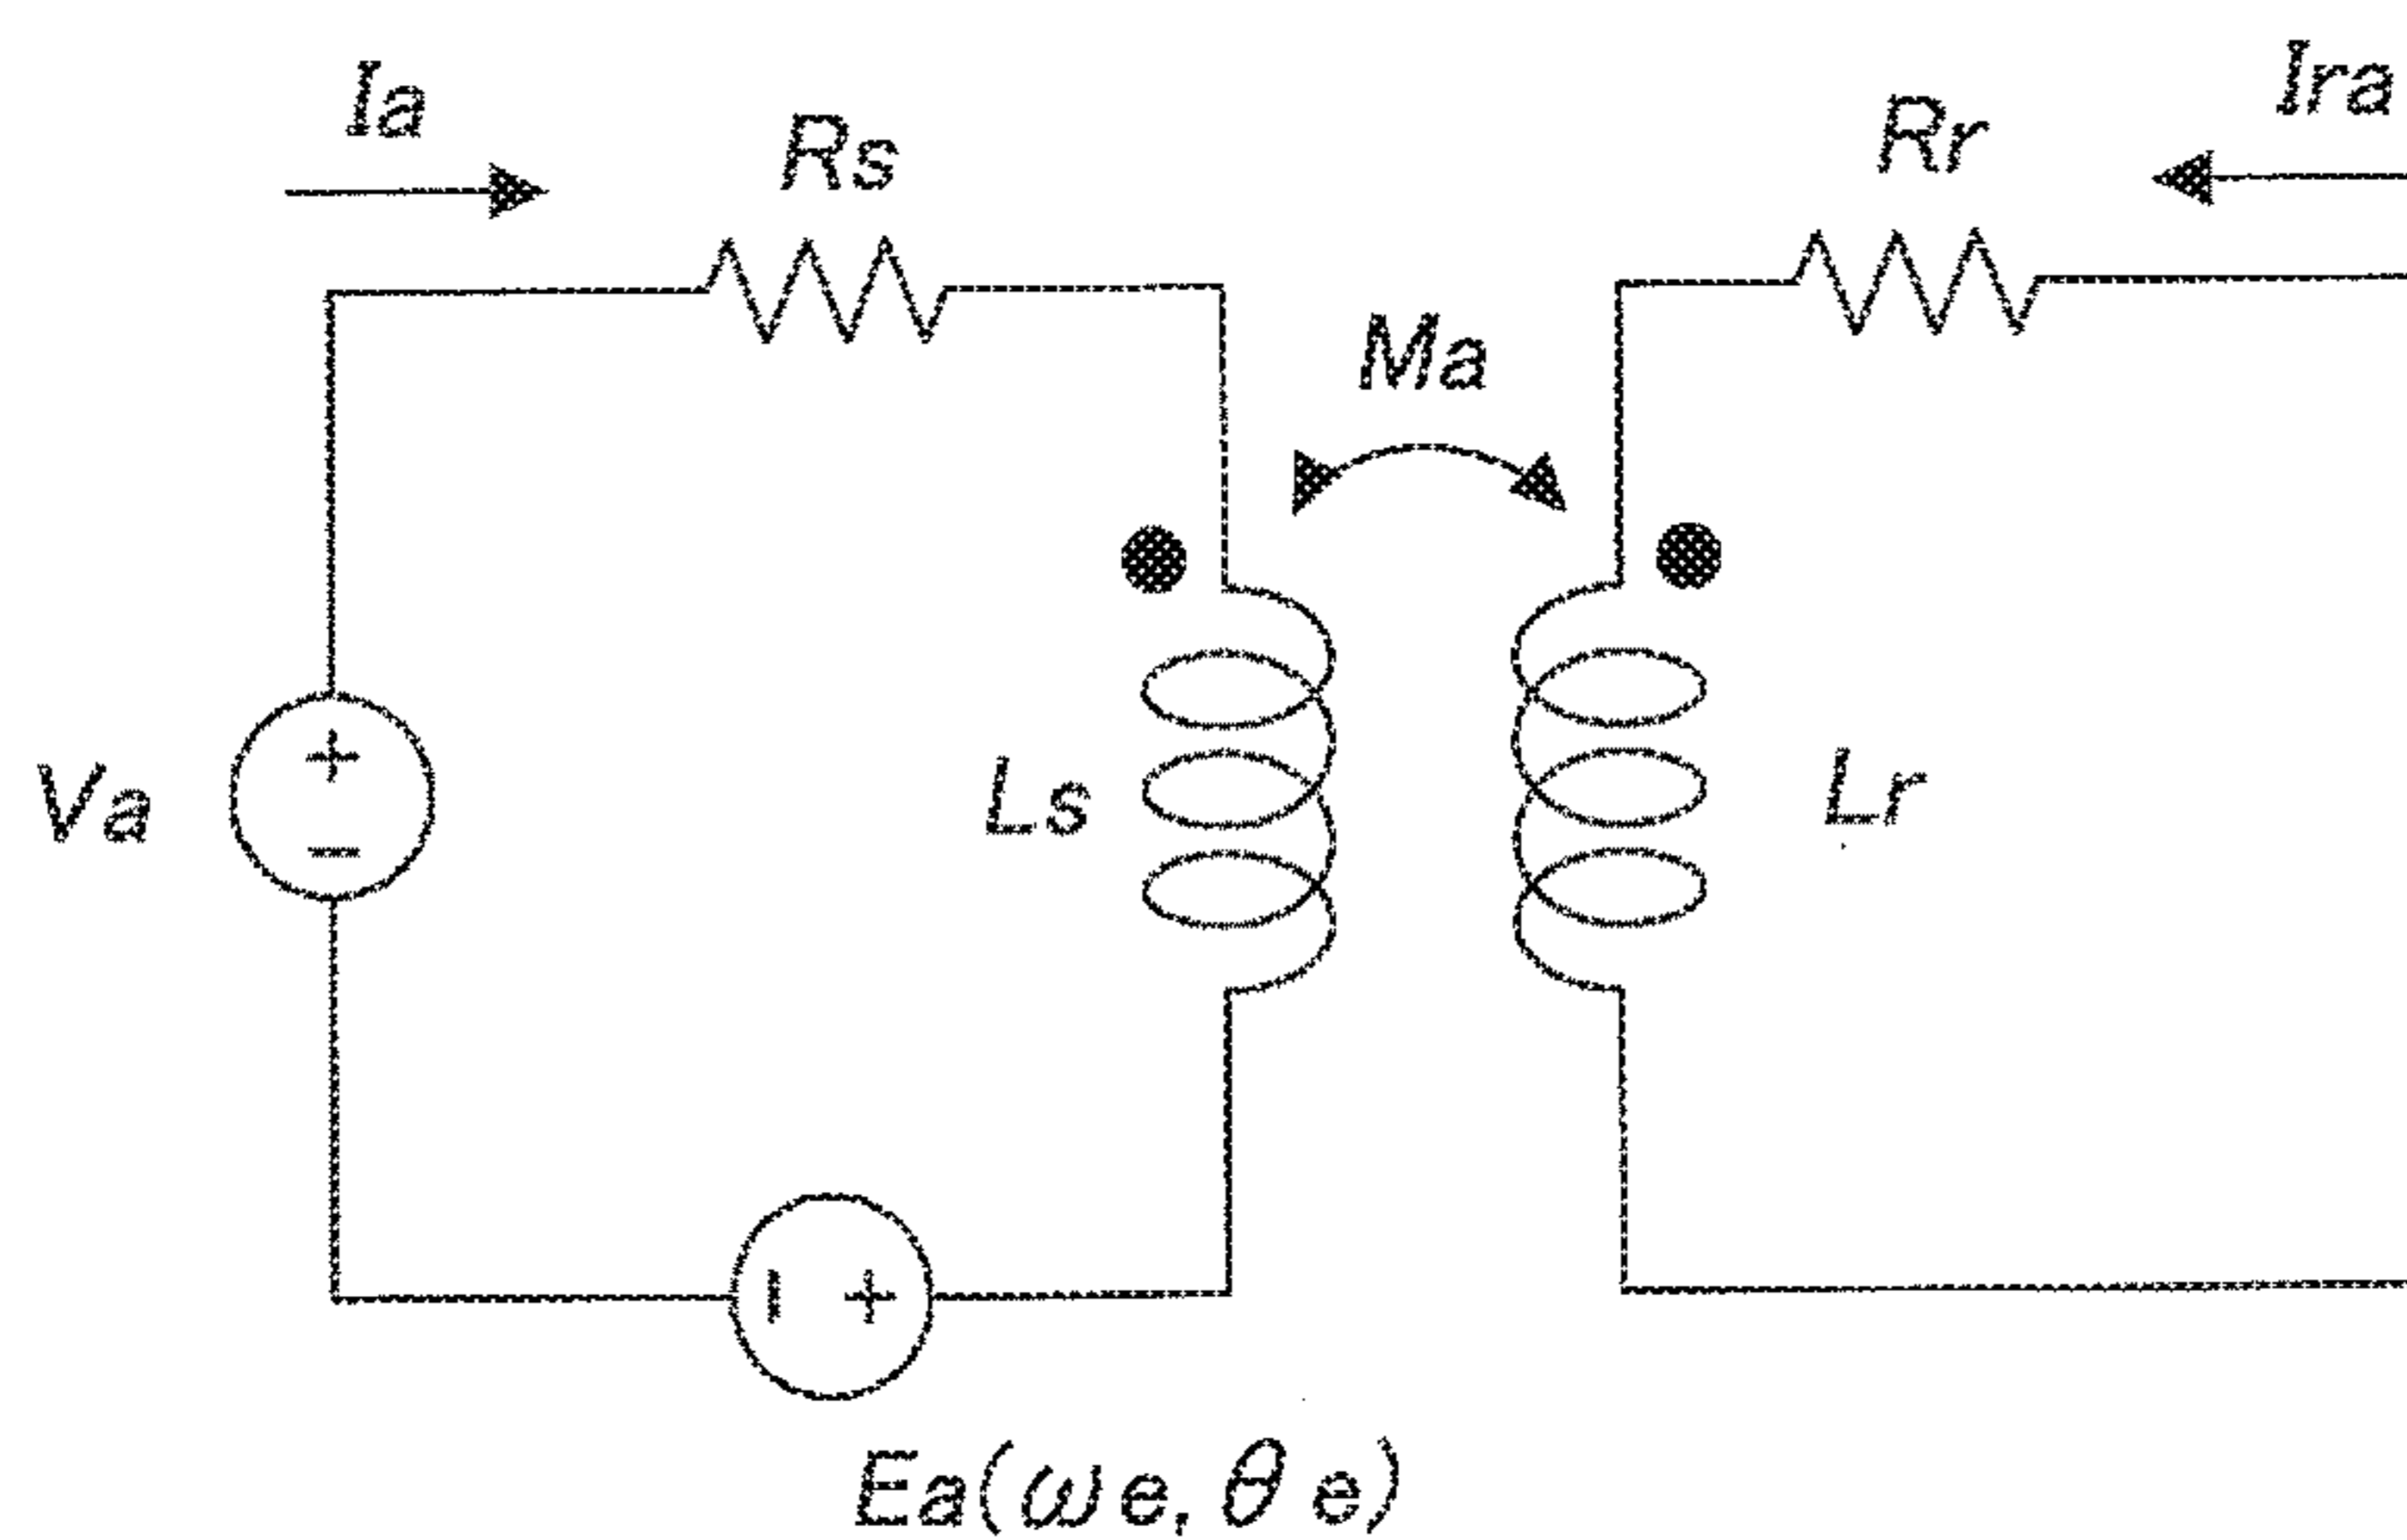 Ia
Rs
Rr
Ira
Ma
Va
+
−
Ls
Lr
− +
Ea(ωe,θe)